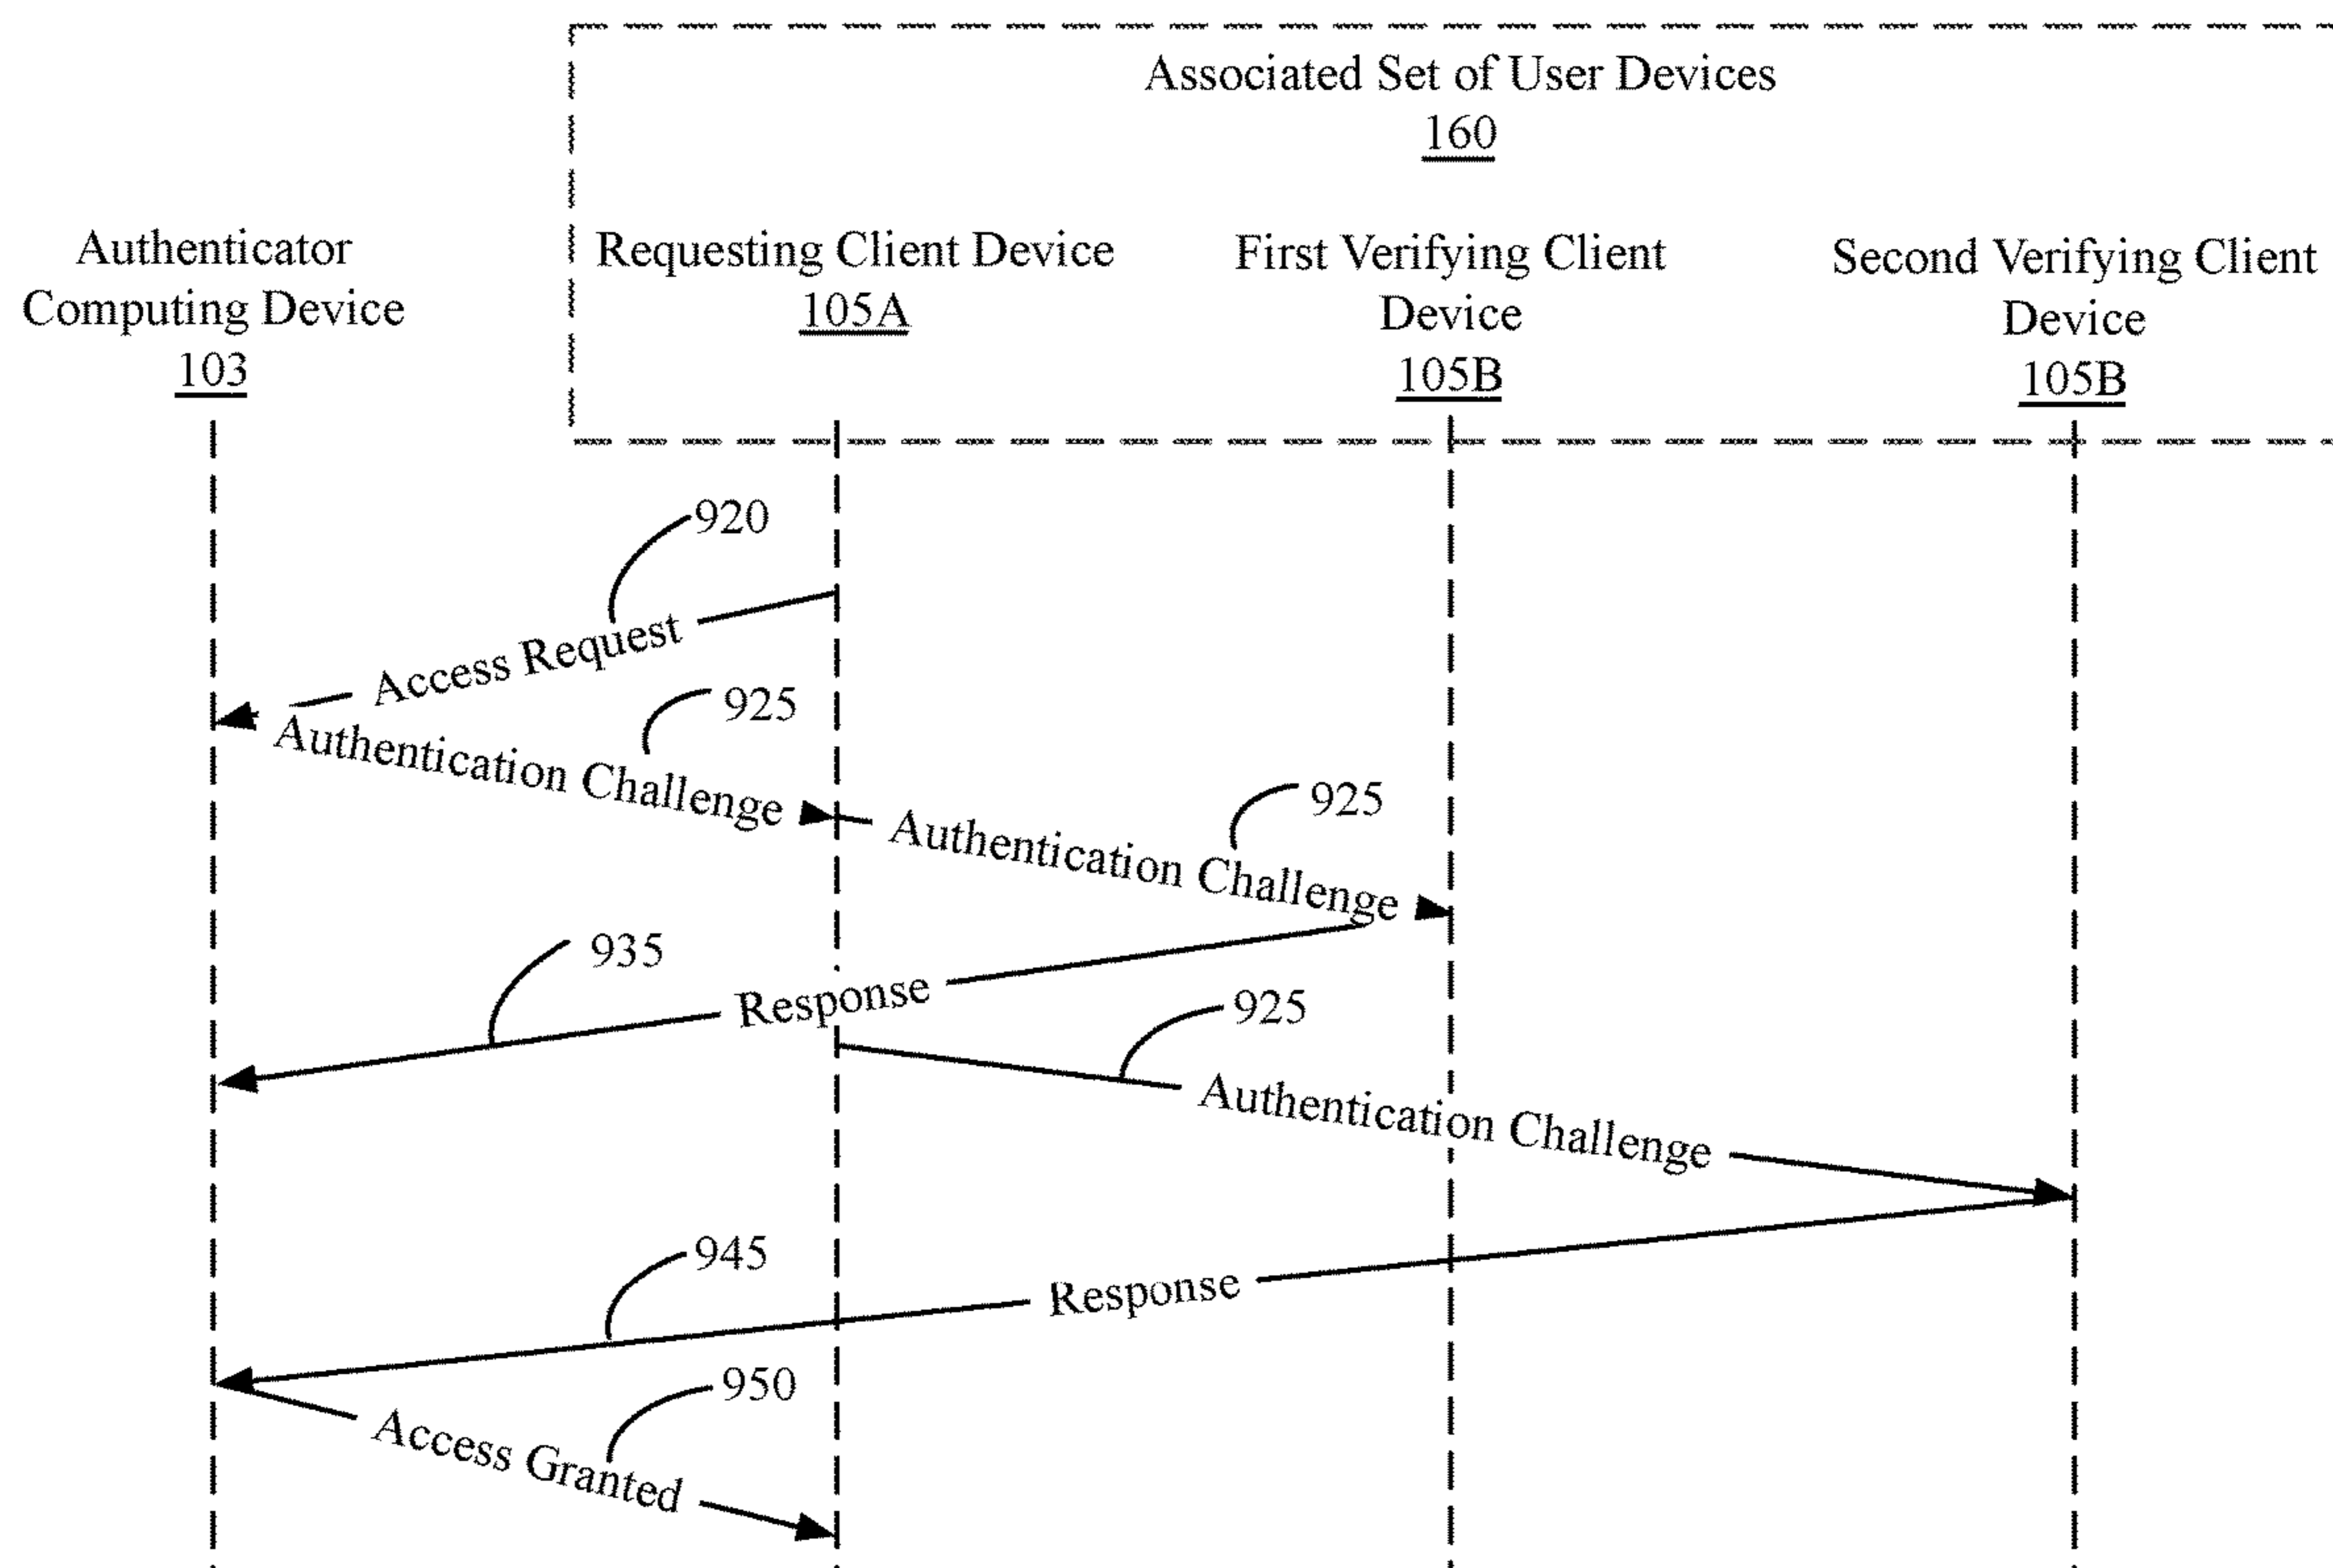 Associated Set of User Devices
160
Authenticator
Computing Device
103
Requesting Client Device
105A
First Verifying Client
Device
105B
Second Verifying Client
Device
105B
920
Access Request
925
Authentication Challenge
925
Authentication Challenge
935
Response
925
Authentication Challenge
945
Response
950
Access Granted